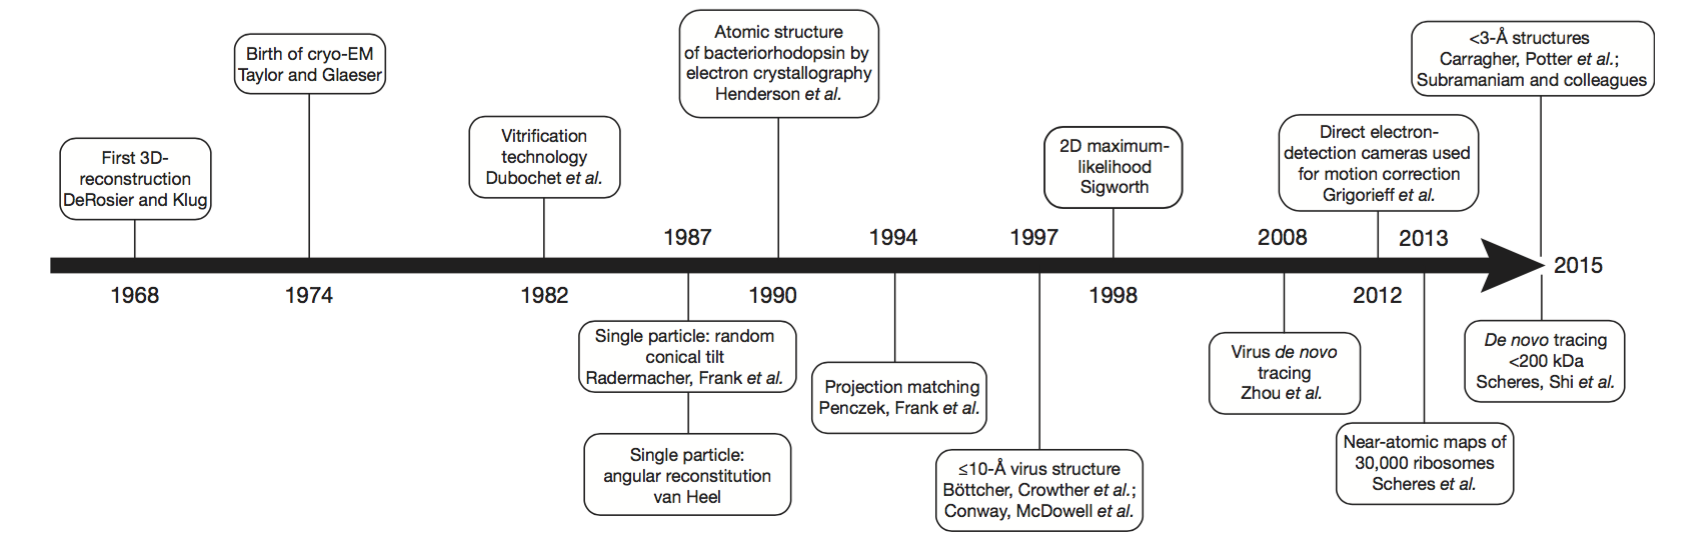 First 3D-
reconstruction
DeRosier and Klug
1968
Birth of cryo-EM
Taylor and Glaeser
1974
Vitrification
technology
Dubochet et al.
1982
1987
Single particle: random
conical tilt
Radermacher, Frank et al.
Single particle:
angular reconstitution
van Heel
Atomic structure
of bacteriorhodopsin by
electron crystallography
Henderson et al.
1990
1994
Projection matching
Penczek, Frank et al.
1997
≤10-Å virus structure
Böttcher, Crowther et al.;
Conway, McDowell et al.
2D maximum-
likelihood
Sigworth
1998
2008
Virus de novo
tracing
Zhou et al.
Direct electron-
detection cameras used
for motion correction
Grigorieff et al.
2012
2013
Near-atomic maps of
30,000 ribosomes
Scheres et al.
<3-Å structures
Carragher, Potter et al.;
Subramaniam and colleagues
2015
De novo tracing
<200 kDa
Scheres, Shi et al.